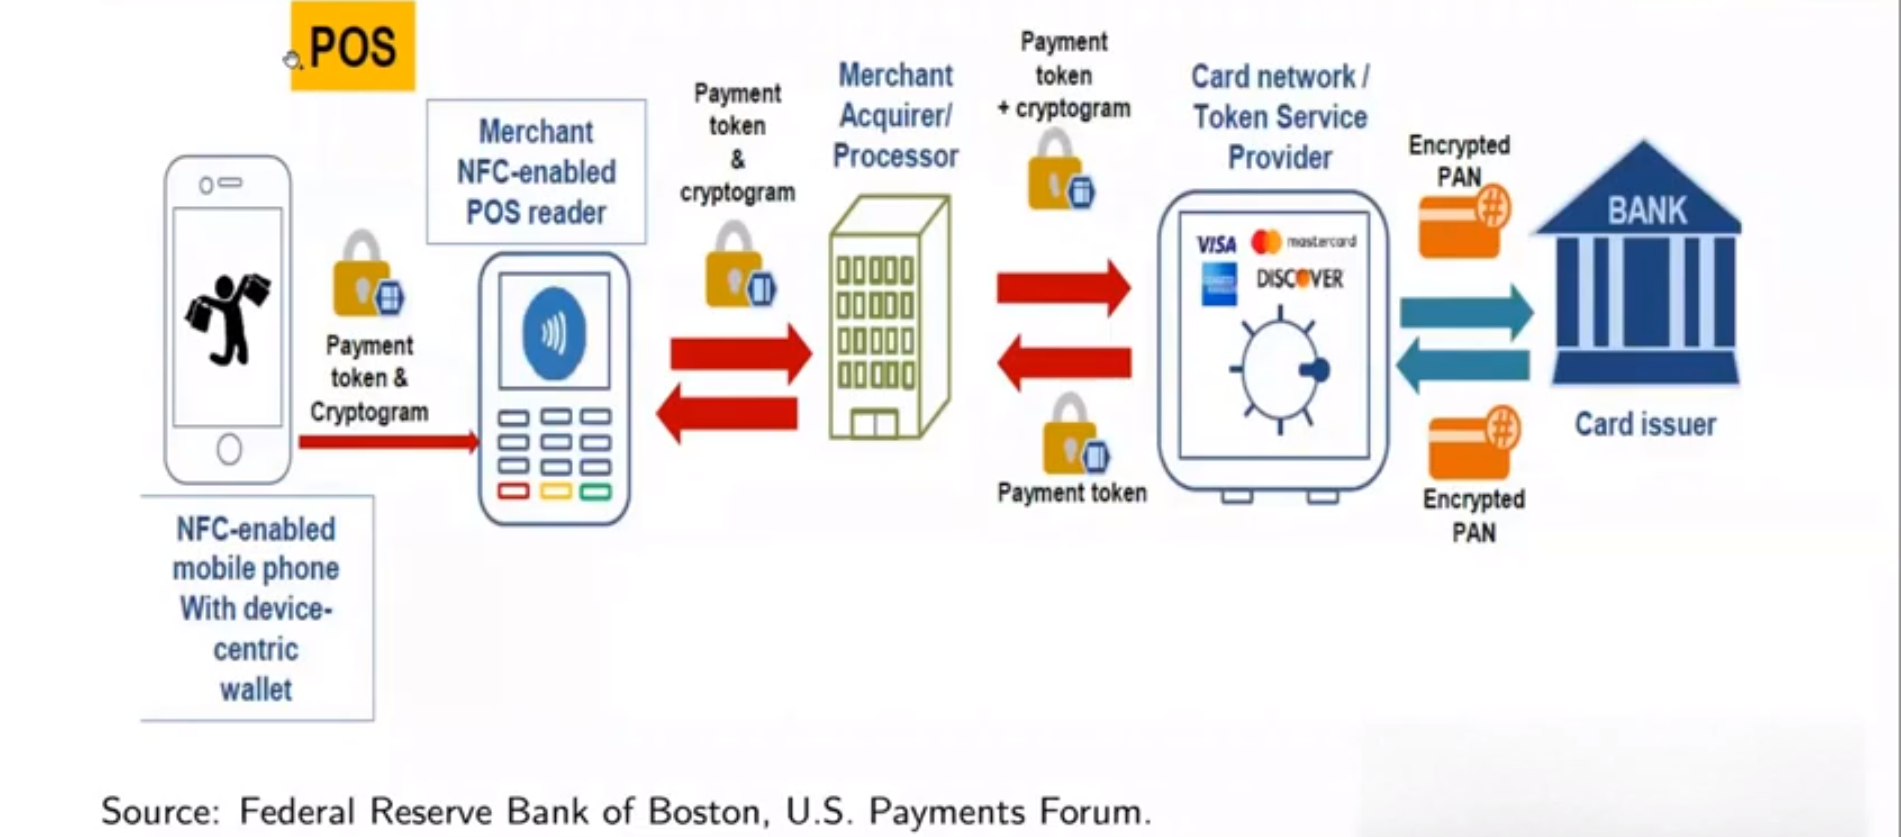 POS
Merchant
NFC-enabled
POS reader
Payment
token &
Cryptogram
NFC-enabled
mobile phone
With device-
centric
wallet
Payment
token
&
cryptogram
Merchant
Acquirer/
Processor
Payment
token
+ cryptogram
Payment token
Card network /
Token Service
Provider
VISA
mastercard
DISCOVER
Encrypted
PAN
#
BANK
Card issuer
#
Encrypted
PAN
Source: Federal Reserve Bank of Boston, U.S. Payments Forum.